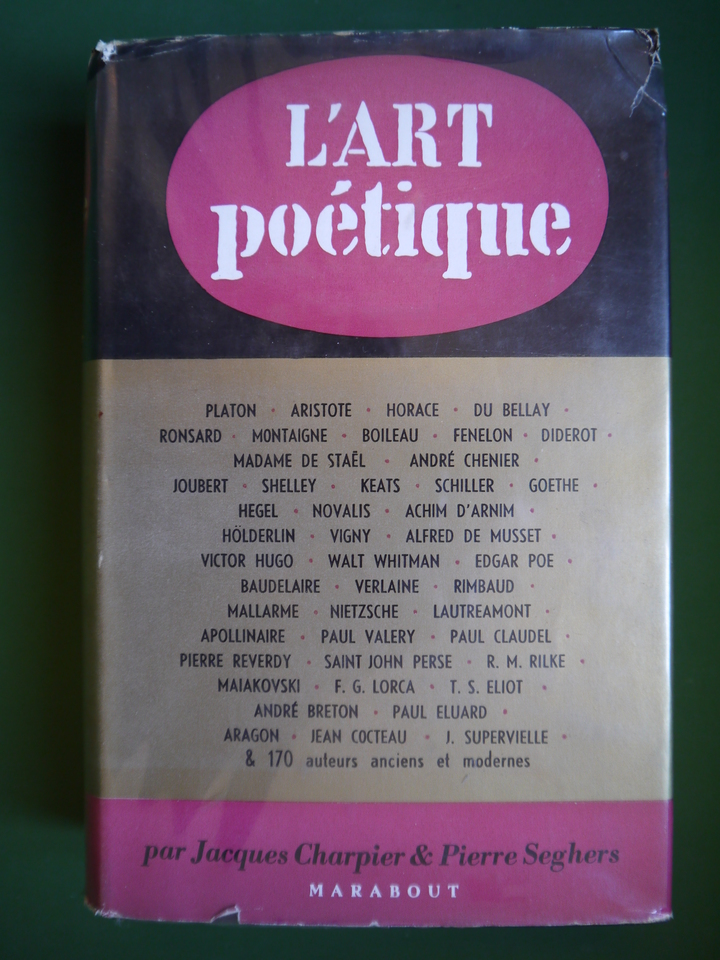 L'ART
poétique
PLATON • ARISTOTE • HORACE • DU BELLAY •
RONSARD • MONTAIGNE • BOILEAU • FENELON • DIDEROT •
MADAME DE STAËL • ANDRÉ CHENIER •
JOUBERT • SHELLEY • KEATS • SCHILLER • GOETHE •
HEGEL • NOVALIS • ACHIM D'ARNIM •
HÖLDERLIN • VIGNY • ALFRED DE MUSSET •
VICTOR HUGO • WALT WHITMAN • EDGAR POE •
BAUDELAIRE • VERLAINE • RIMBAUD •
MALLARME • NIETZSCHE • LAUTREAMONT •
APOLLINAIRE • PAUL VALERY • PAUL CLAUDEL •
PIERRE REVERDY • SAINT JOHN PERSE • R. M. RILKE •
MAIAKOVSKI • F. G. LORCA • T. S. ELIOT •
ANDRÉ BRETON • PAUL ELUARD •
ARAGON • JEAN COCTEAU • J. SUPERVIELLE •
& 170 auteurs anciens et modernes
par Jacques Charpier & Pierre Seghers
MARABOUT